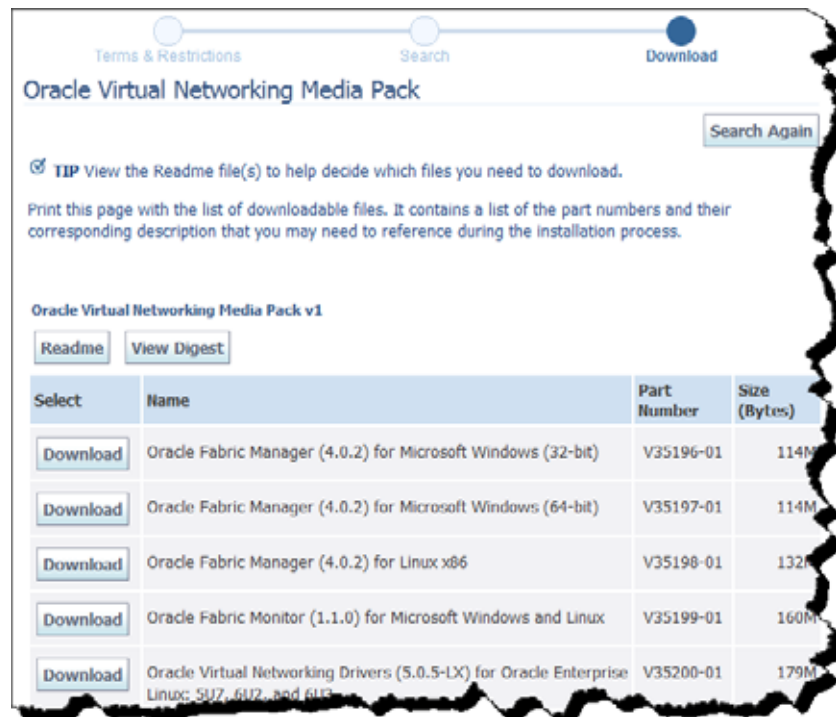 Terms & Restrictions Search Download
Oracle Virtual Networking Media Pack
Search Again
TIP View the Readme file(s) to help decide which files you need to download.
Print this page with the list of downloadable files. It contains a list of the part numbers and their
corresponding description that you may need to reference during the installation process.
Oracle Virtual Networking Media Pack v1
Readme View Digest
Select Name Part Number Size (Bytes)
Download Oracle Fabric Manager (4.0.2) for Microsoft Windows (32-bit) V35196-01 114M
Download Oracle Fabric Manager (4.0.2) for Microsoft Windows (64-bit) V35197-01 114M
Download Oracle Fabric Manager (4.0.2) for Linux x86 V35198-01 132M
Download Oracle Fabric Monitor (1.1.0) for Microsoft Windows and Linux V35199-01 160M
Download Oracle Virtual Networking Drivers (5.0.5-LX) for Oracle Enterprise V35200-01 179M
Linux: 5U7, 6U2, and 6U3